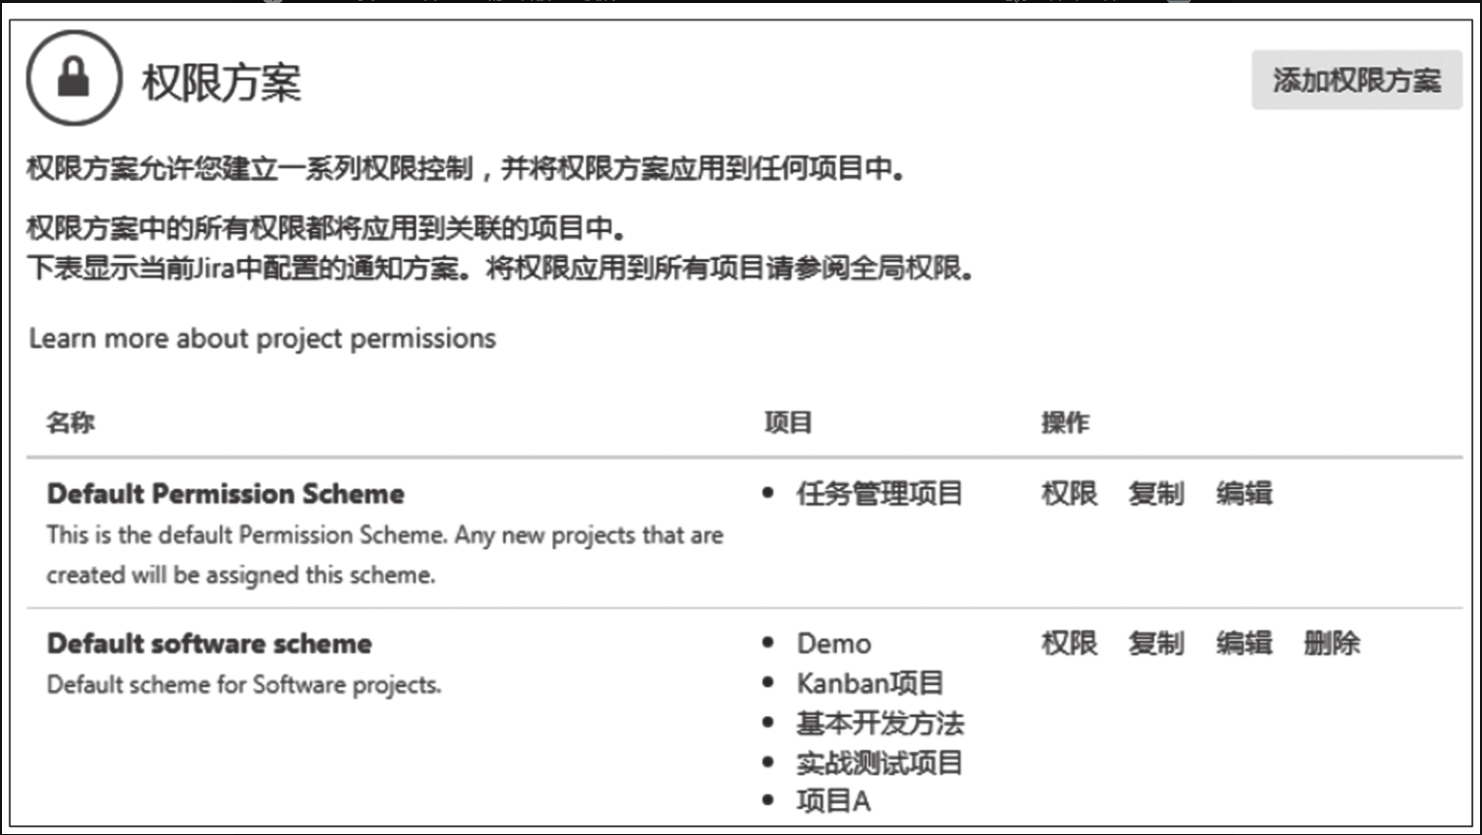 权限方案
添加权限方案
权限方案允许您建立一系列权限控制，并将权限方案应用到任何项目中。
权限方案中的所有权限都将应用到关联的项目中。
下表显示当前Jira中配置的通知方案。将权限应用到所有项目请参阅全局权限。
Learn more about project permissions
名称 项目 操作
Default Permission Scheme • 任务管理项目 权限 复制 编辑
This is the default Permission Scheme. Any new projects that are
created will be assigned this scheme.
Default software scheme • Demo 权限 复制 编辑 删除
Default scheme for Software projects. • Kanban项目
• 基本开发方法
• 实战测试项目
• 项目A